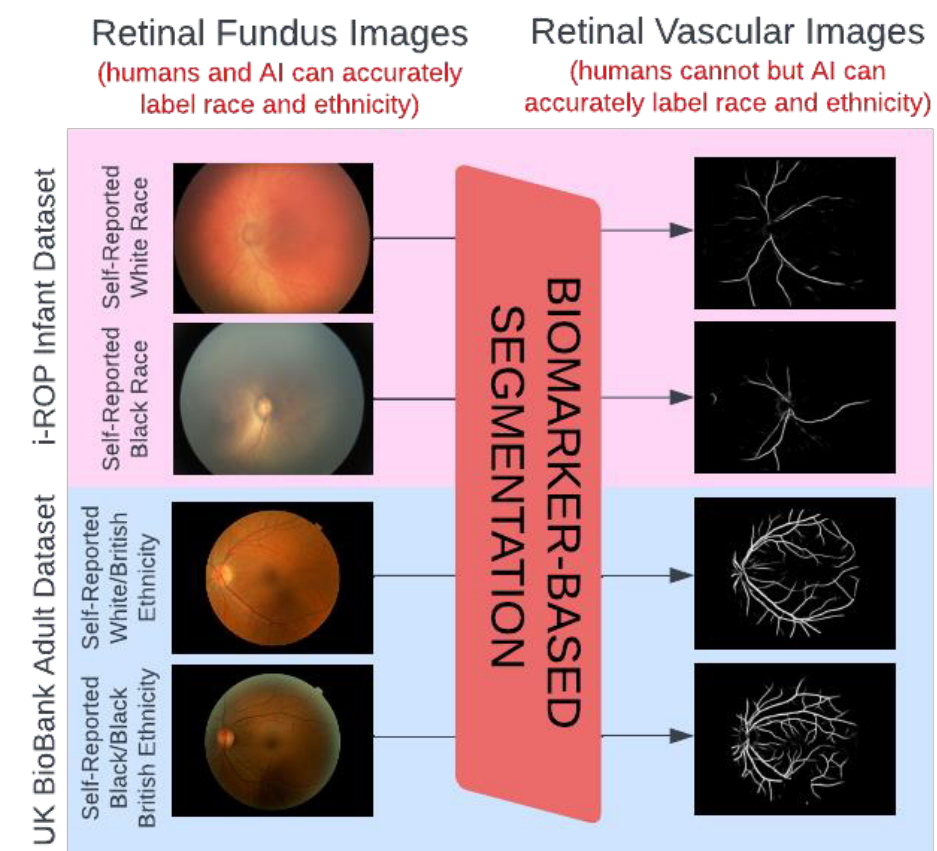 Retinal Fundus Images
(humans and AI can accurately
label race and ethnicity)
Retinal Vascular Images
(humans cannot but AI can
accurately label race and ethnicity)
i-ROP Infant Dataset
Self-Reported
White Race
Self-Reported
Black Race
UK BioBank Adult Dataset
Self-Reported
White/British
Ethnicity
Self-Reported
Black/Black
British Ethnicity
BIOMARKER-BASED
SEGMENTATION